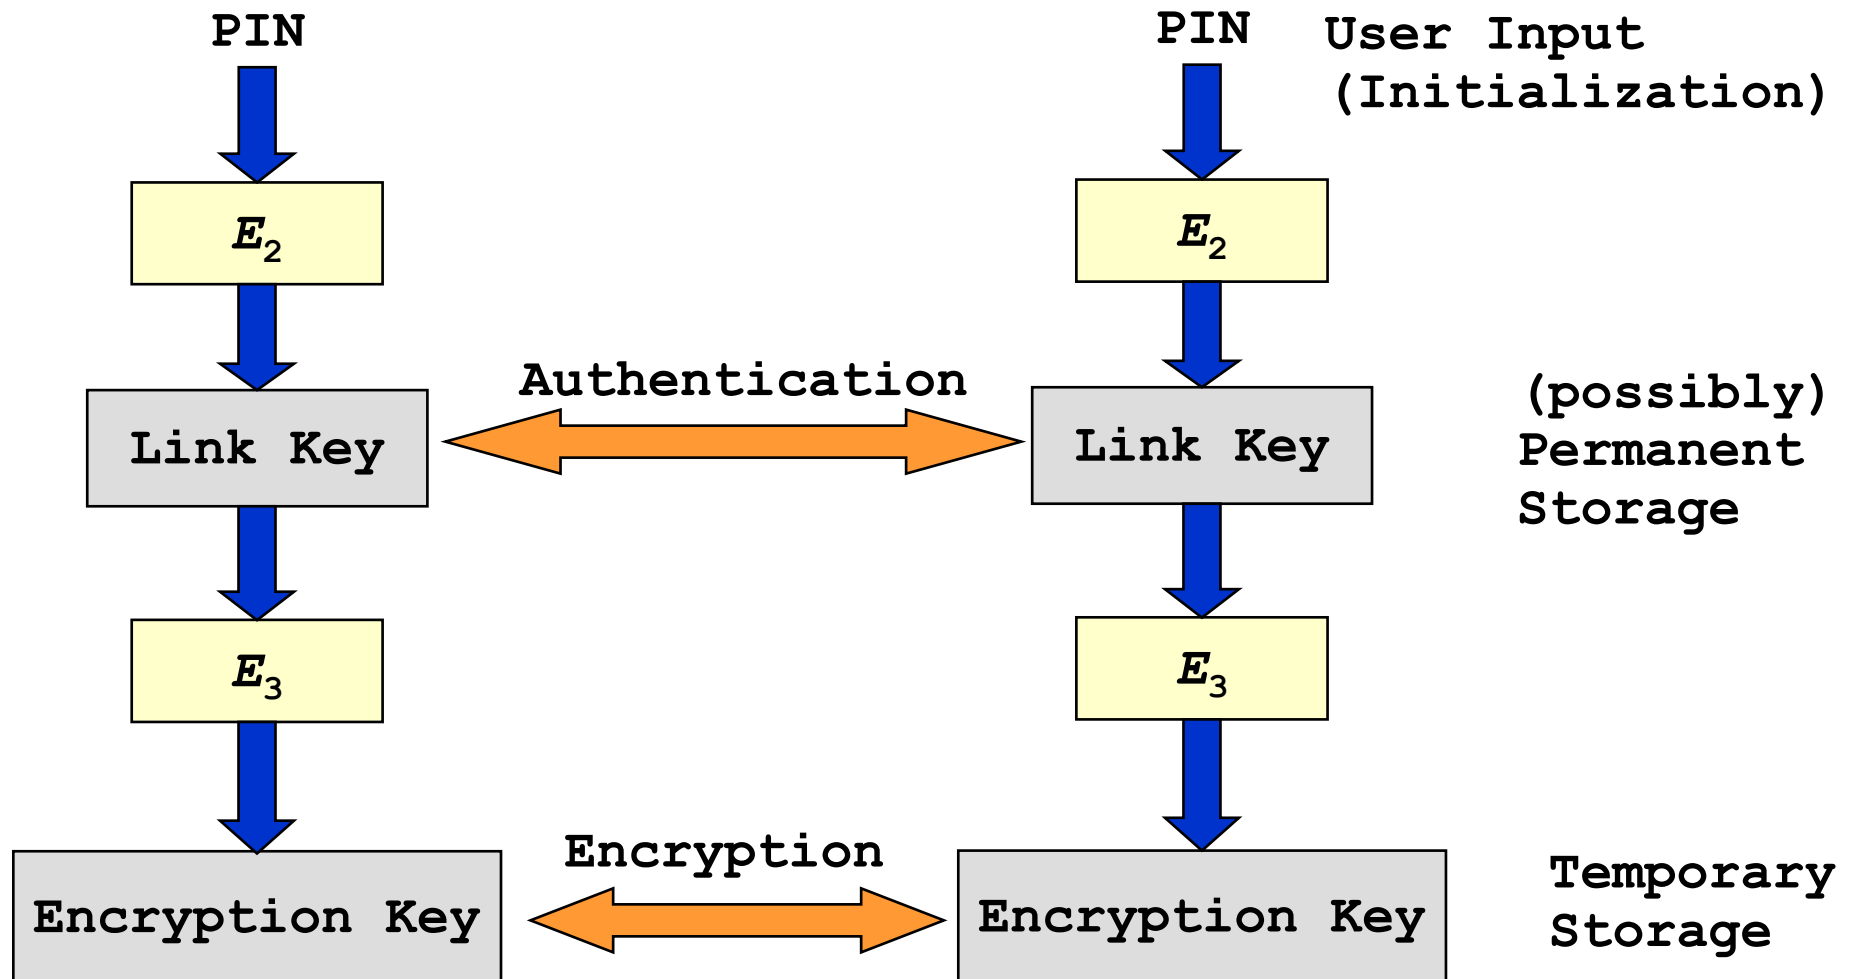 PIN
PIN
User Input
(Initialization)
E2
E2
Authentication
Link Key
Link Key
(possibly)
Permanent
Storage
E3
E3
Encryption
Encryption Key
Encryption Key
Temporary
Storage